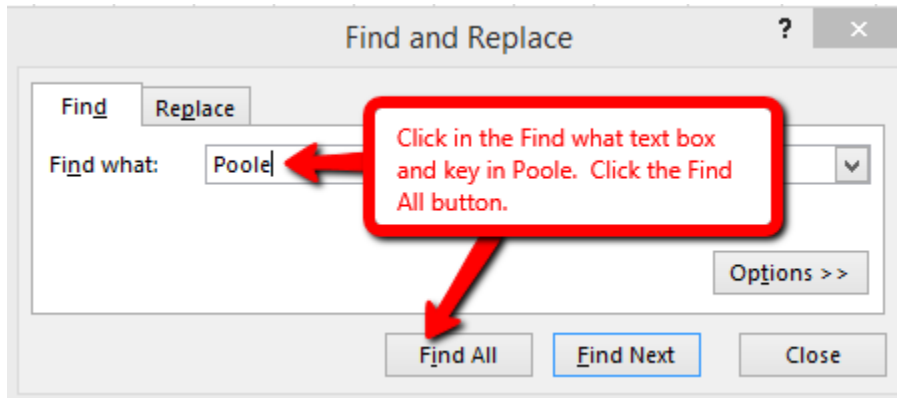 Find and Replace ? ×
Find Replace
Find what: Poole
Click in the Find what text box
and key in Poole. Click the Find
All button.
Options >>
Find All Find Next Close